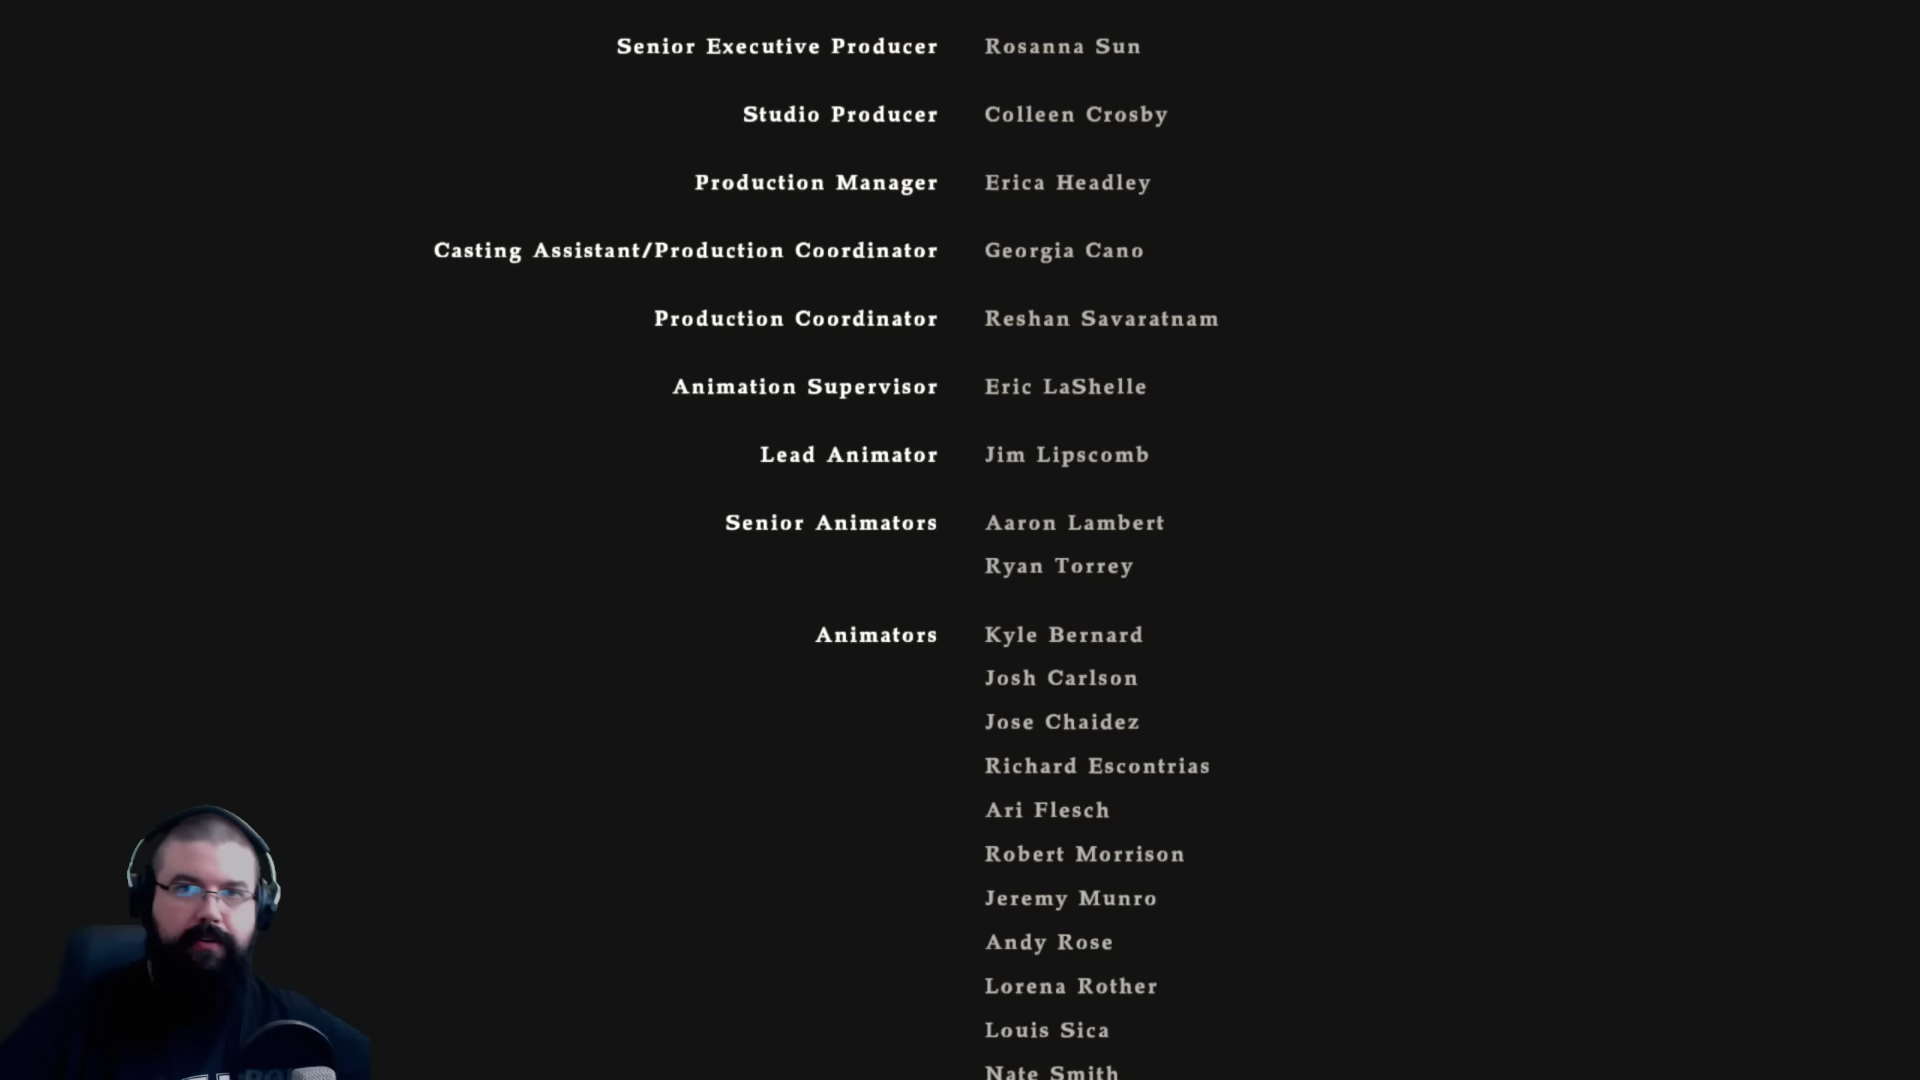 Senior Executive Producer Rosanna Sun
Studio Producer Colleen Crosby
Production Manager Erica Headley
Casting Assistant/Production Coordinator Georgia Cano
Production Coordinator Reshan Savaratnam
Animation Supervisor Eric LaShelle
Lead Animator Jim Lipscomb
Senior Animators Aaron Lambert
Ryan Torrey
Animators Kyle Bernard
Josh Carlson
Jose Chaidez
Richard Escontrias
Ari Flesch
Robert Morrison
Jeremy Munro
Andy Rose
Lorena Rother
Louis Sica
Nate Smith